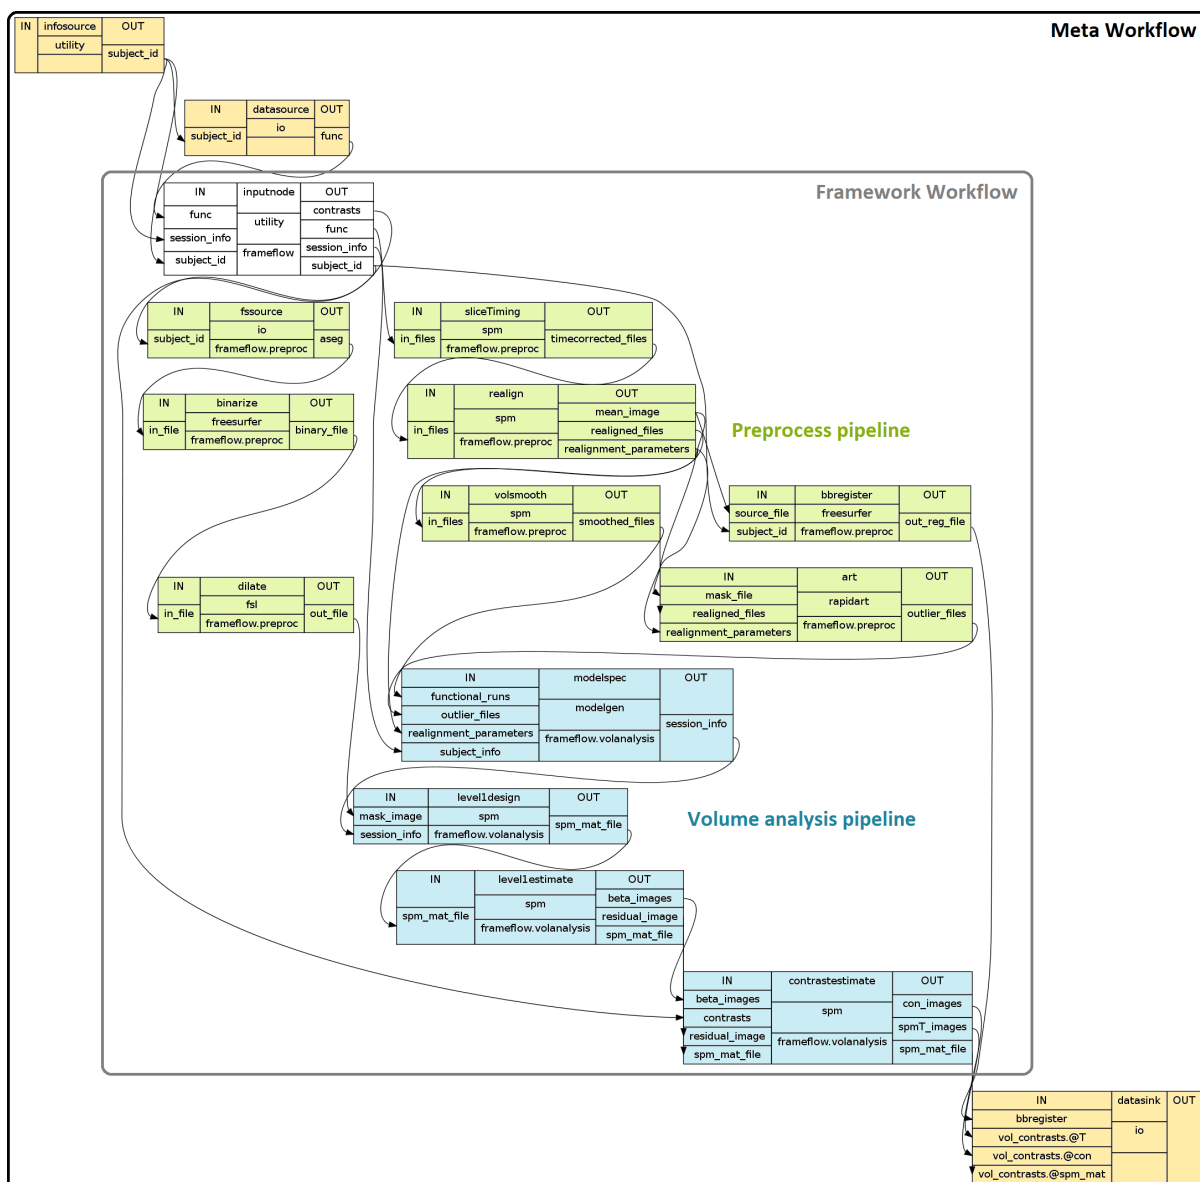 Meta Workflow
IN infosource OUT
utility
subject_id
IN datasource OUT
subject_id io func
Framework Workflow
IN inputnode OUT
func utility contrasts
func
session_info frameflow session_info
subject_id subject_id
IN fssource OUT
subject_id io aseg
frameflow.preproc
IN sliceTiming OUT
in_files spm timecorrected_files
frameflow.preproc
IN binarize OUT
in_file freesurfer binary_file
frameflow.preproc
IN realign OUT
in_files spm mean_image
realigned_files
frameflow.preproc realignment_parameters
Preprocess pipeline
IN volsmooth OUT
in_files spm smoothed_files
frameflow.preproc
IN bbregister OUT
source_file freesurfer out_reg_file
subject_id frameflow.preproc
IN dilate OUT
in_file fsl out_file
frameflow.preproc
IN art OUT
mask_file rapidart outlier_files
realigned_files
realignment_parameters frameflow.preproc
IN modelspec OUT
functional_runs modelgen session_info
outlier_files
realignment_parameters frameflow.volanalysis
subject_info
IN level1design OUT
mask_image spm spm_mat_file
session_info frameflow.volanalysis
Volume analysis pipeline
IN level1estimate OUT
spm_mat_file spm beta_images
residual_image
frameflow.volanalysis spm_mat_file
IN contrastestimate OUT
beta_images spm con_images
contrasts spmT_images
residual_image frameflow.volanalysis spm_mat_file
spm_mat_file
IN datasink OUT
bbregister io
vol_contrasts.@T
vol_contrasts.@con
vol_contrasts.@spm_mat